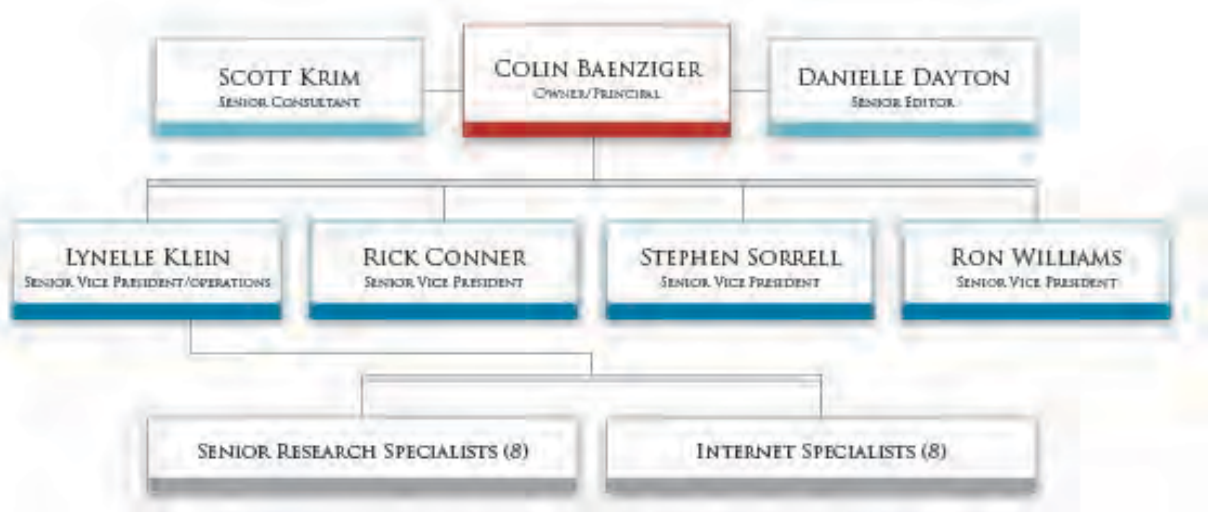 SCOTT KRIM
SENIOR CONSULTANT
COLIN BAENZIGER
OWNER/PRINCIPAL
DANIELLE DAYTON
SENIOR EDITOR
LYNELLE KLEIN
SENIOR VICE PRESIDENT/OPERATIONS
RICK CONNER
SENIOR VICE PRESIDENT
STEPHEN SORRELL
SENIOR VICE PRESIDENT
RON WILLIAMS
SENIOR VICE PRESIDENT
SENIOR RESEARCH SPECIALISTS (8)
INTERNET SPECIALISTS (8)